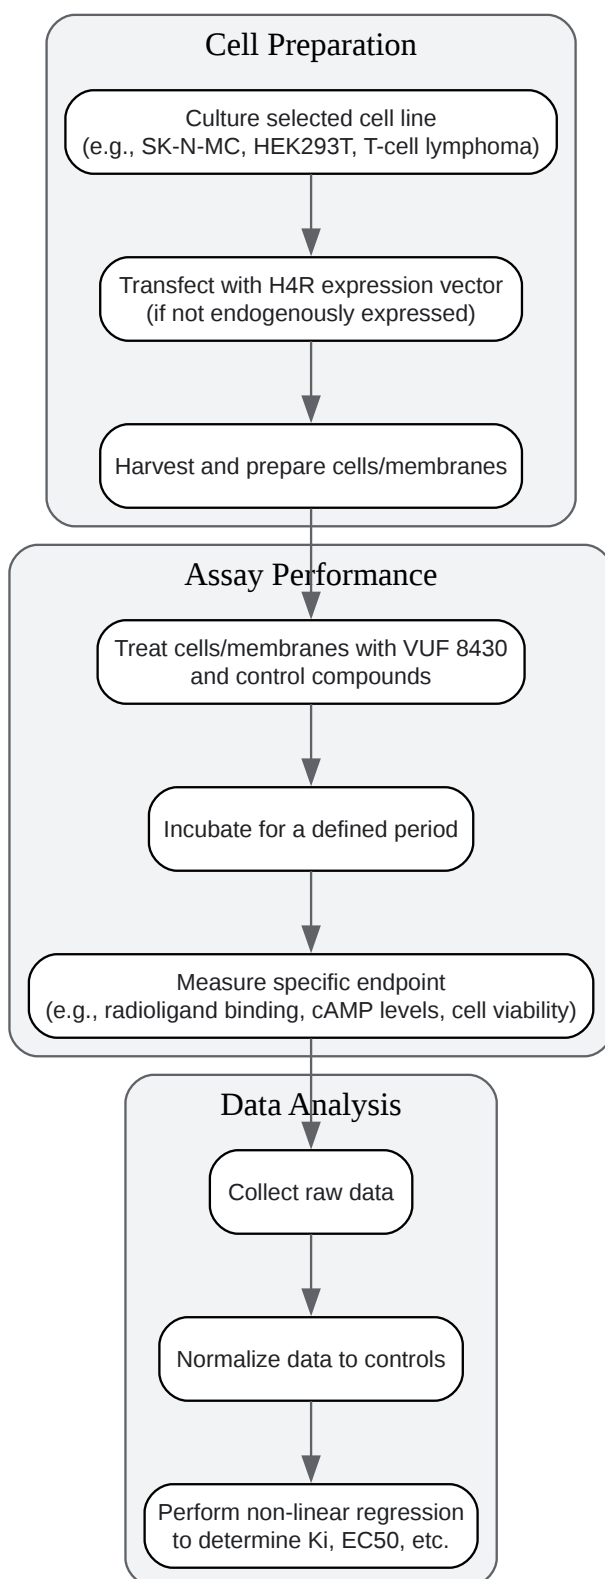 Cell Preparation
Culture selected cell line
(e.g., SK-N-MC, HEK293T, T-cell lymphoma)
Transfect with H4R expression vector
(if not endogenously expressed)
Harvest and prepare cells/membranes
Assay Performance
Treat cells/membranes with VUF 8430
and control compounds
Incubate for a defined period
Measure specific endpoint
(e.g., radioligand binding, cAMP levels, cell viability)
Data Analysis
Collect raw data
Normalize data to controls
Perform non-linear regression
to determine Ki, EC50, etc.